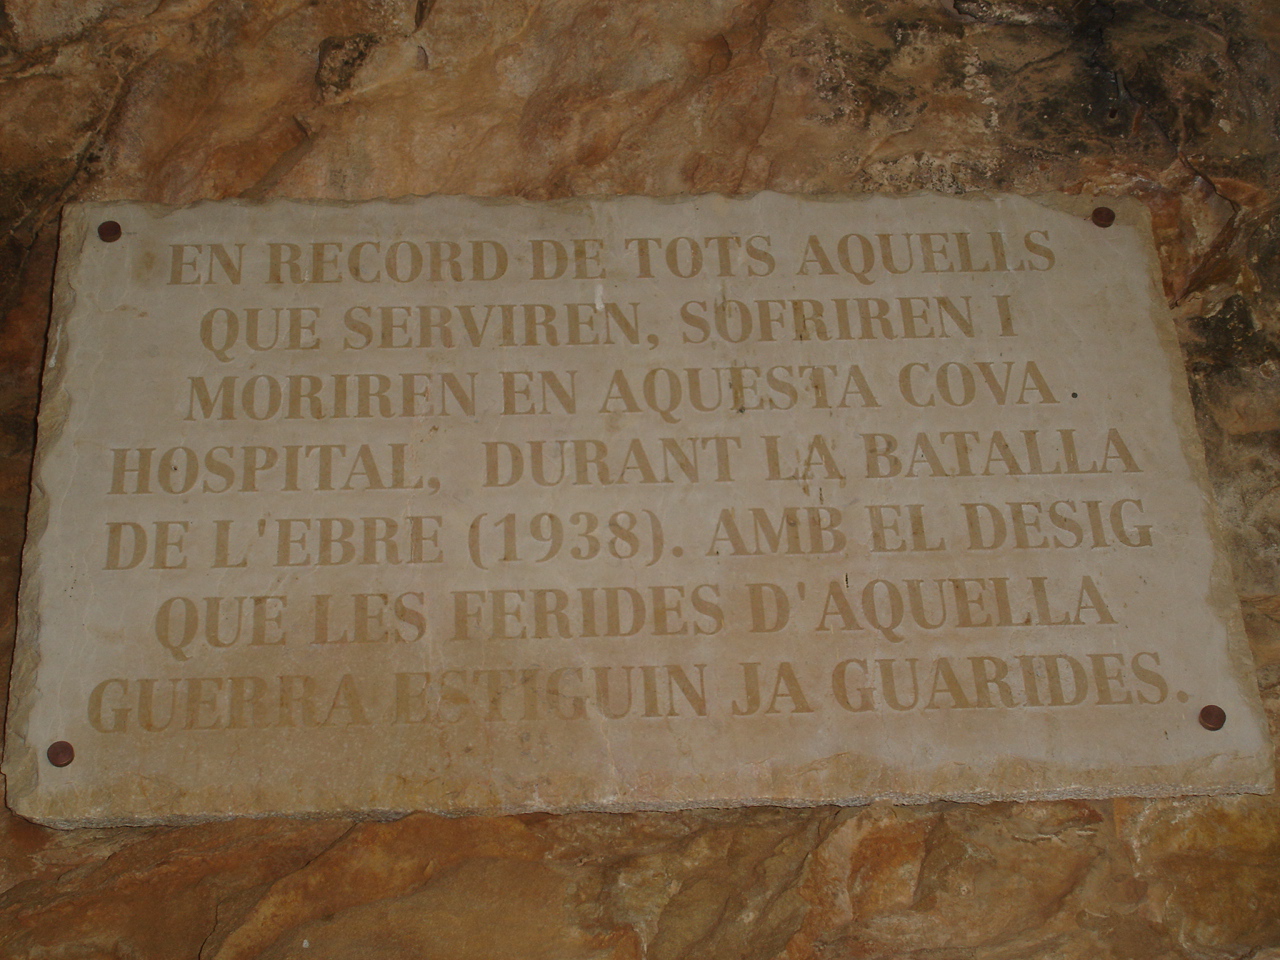 EN RECORD DE TOTS AQUELLS
QUE SERVIREN, SOFRIREN I
MORIREN EN AQUESTA COVA
HOSPITAL, DURANT LA BATALLA
DE L'EBRE (1938). AMB EL DESIG
QUE LES FERIDES D'AQUELLA
GUERRA ESTIGUIN JA GUARIDES.